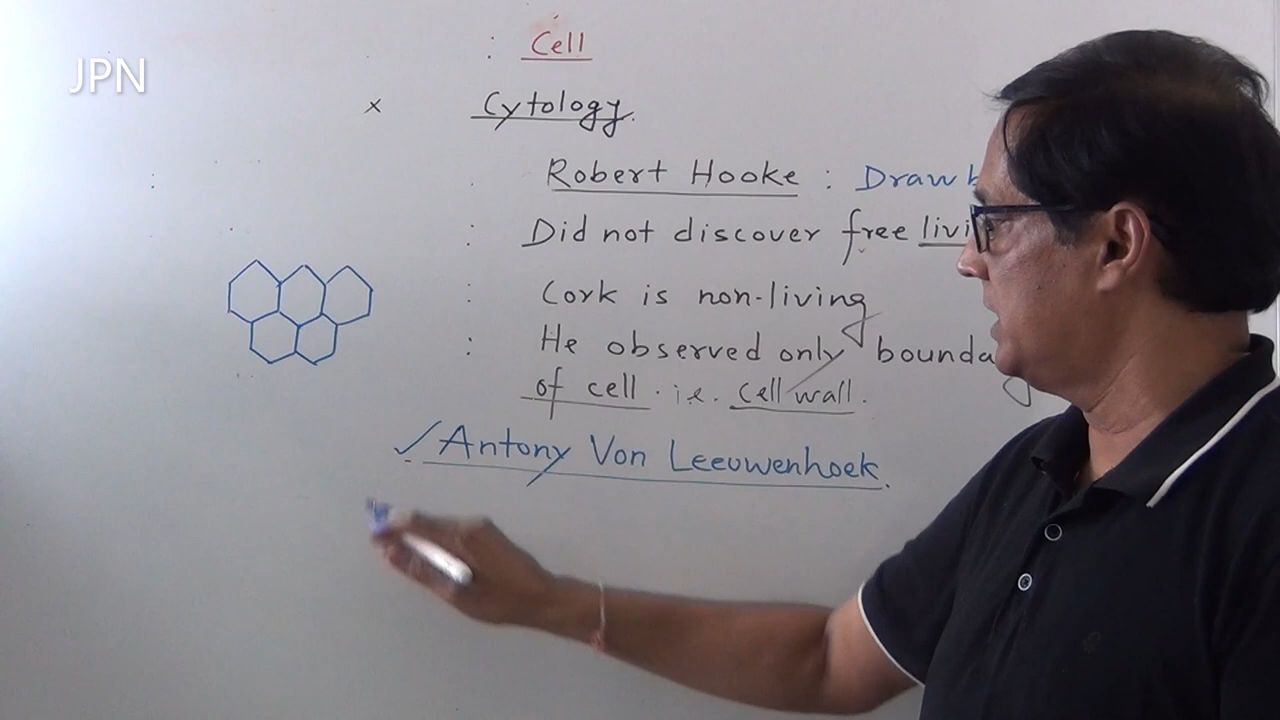 JPN
: Cell
x Cytology.
Robert Hooke : Draw
: Did not discover free
: Cork is non-living
: He observed only
of cell. i.e. cell wall.
✓ Antony Von Leeuwenhoek.